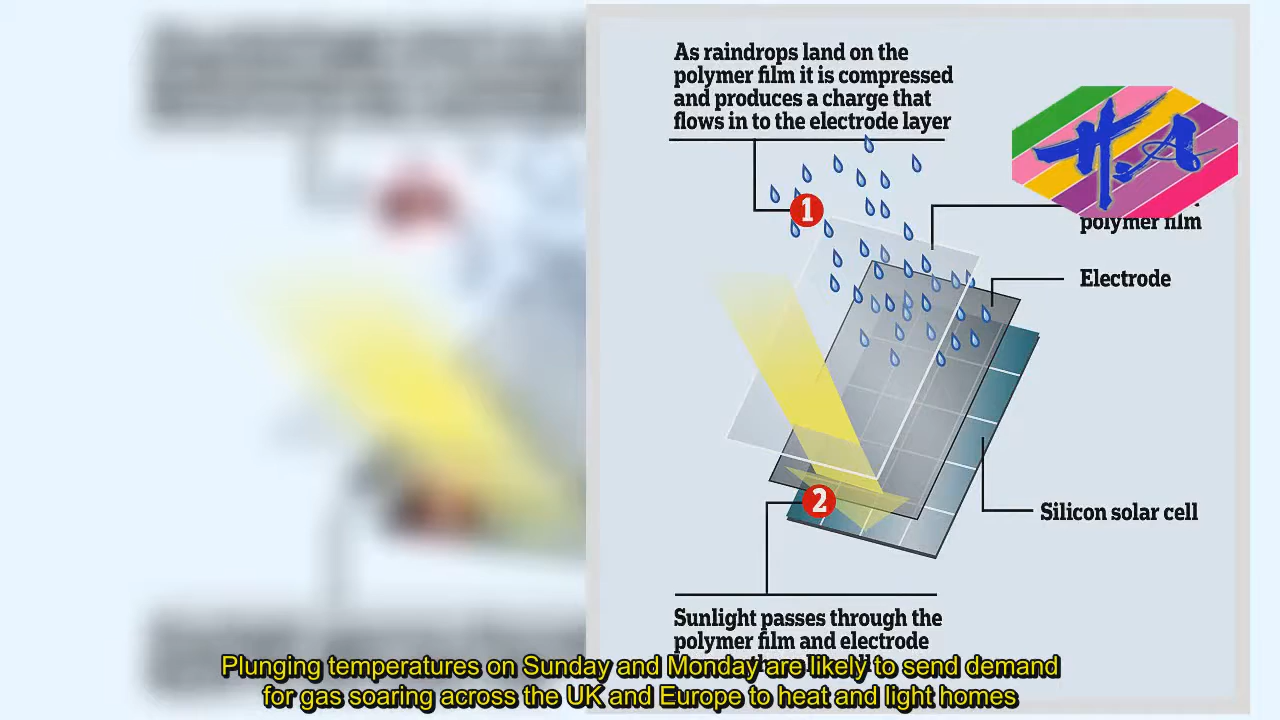 As raindrops land on the
polymer film it is compressed
and produces a charge that
flows in to the electrode layer
H.A
1
polymer film
Electrode
2
Silicon solar cell
Sunlight passes through the
polymer film and electrode
Plunging temperatures on Sunday and Monday are likely to send demand
for gas soaring across the UK and Europe to heat and light homes